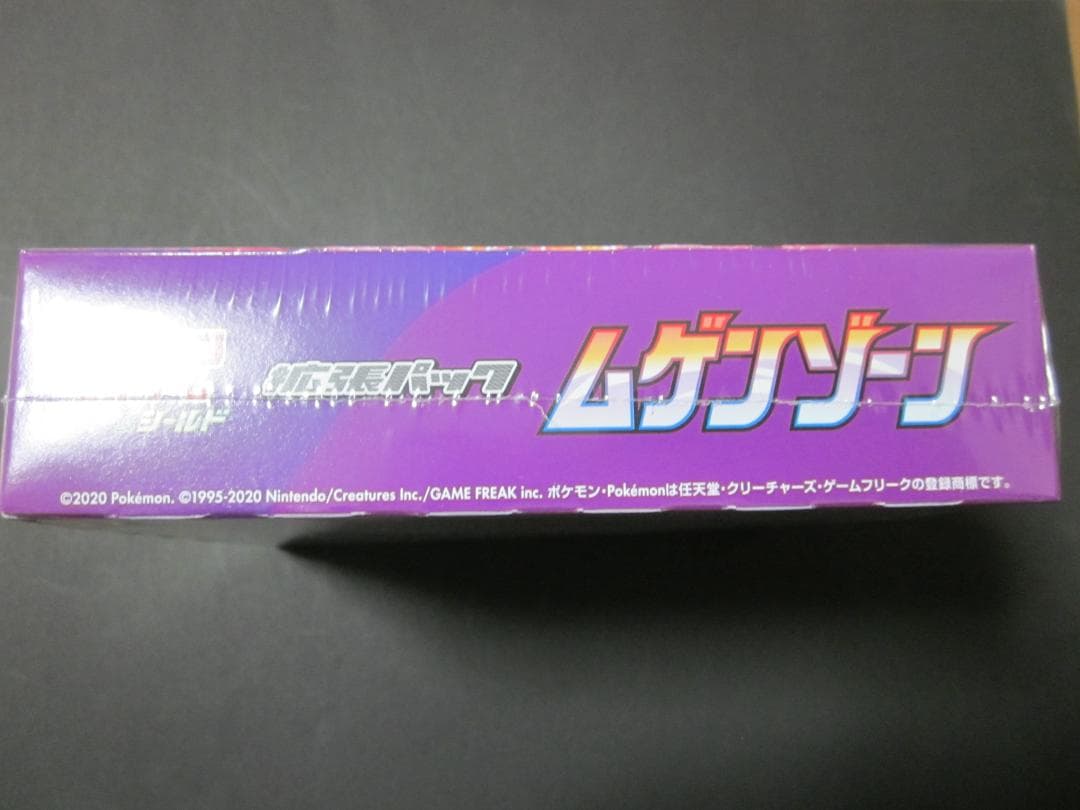 シールド
拡張パック
ムゲンゾーン
©2020 Pokémon. ©1995-2020 Nintendo/Creatures Inc./GAME FREAK inc. ポケモン・Pokémonは任天堂・クリーチャーズ・ゲームフリークの登録商標です。